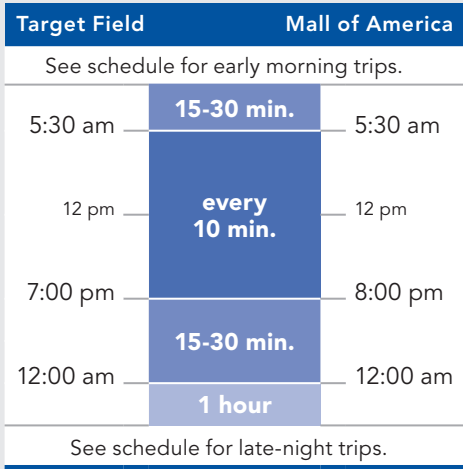 Target Field Mall of America
See schedule for early morning trips.
15-30 min.
5:30 am 5:30 am
12 pm every 10 min. 12 pm
7:00 pm 8:00 pm
15-30 min.
12:00 am 12:00 am
1 hour
See schedule for late-night trips.